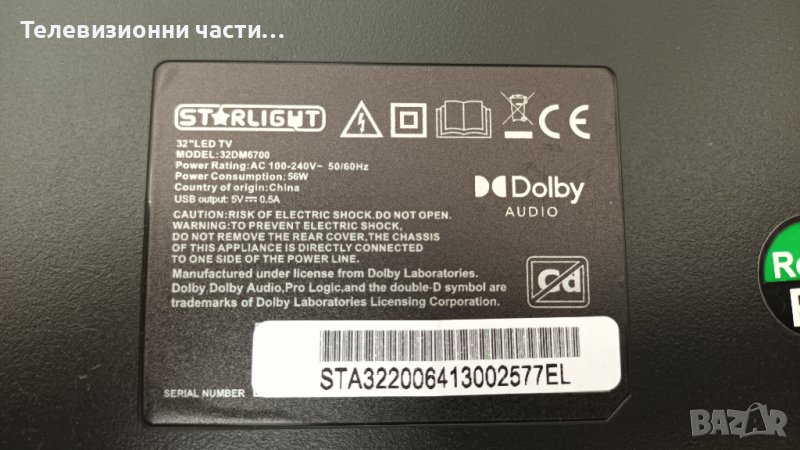 Телевизионни части...
STARLIGHT
32"LED TV
MODEL:32DM6700
Power Rating:AC 100-240V~ 50/60Hz
Power Consumption:56W
Country of origin:China
USB output: 5V⎓0.5A
CE
Dolby
AUDIO
CAUTION:RISK OF ELECTRIC SHOCK.DO NOT OPEN.
WARNING:TO PREVENT ELECTRIC SHOCK,
DO NOT REMOVE THE REAR COVER,THE CHASSIS
OF THIS APPLIANCE IS DIRECTLY CONNECTED
TO ONE SIDE OF THE POWER LINE.
Manufactured under license from Dolby Laboratories.
Dolby,Dolby Audio,Pro Logic,and the double-D symbol are
trademarks of Dolby Laboratories Licensing Corporation.
Cd
STA322006413002577EL
SERIAL NUMBER
BAZAR